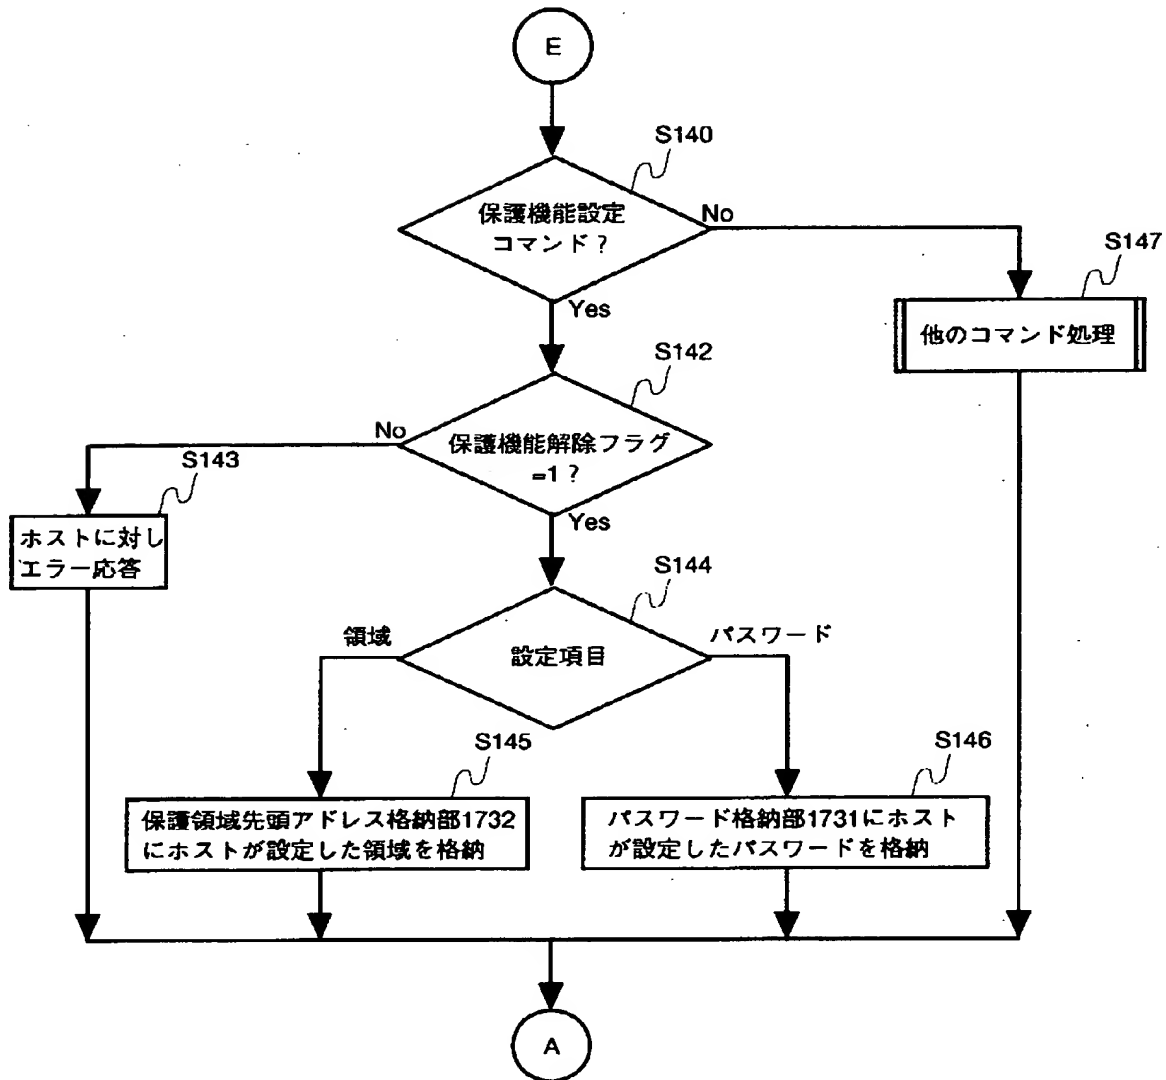 E
S140
保護機能設定
コマンド？
No
Yes
S147
他のコマンド処理
S142
保護機能解除フラグ
=1？
No
Yes
S143
ホストに対し
エラー応答
S144
設定項目
領域
パスワード
S145
保護領域先頭アドレス格納部1732
にホストが設定した領域を格納
S146
パスワード格納部1731にホスト
が設定したパスワードを格納
A